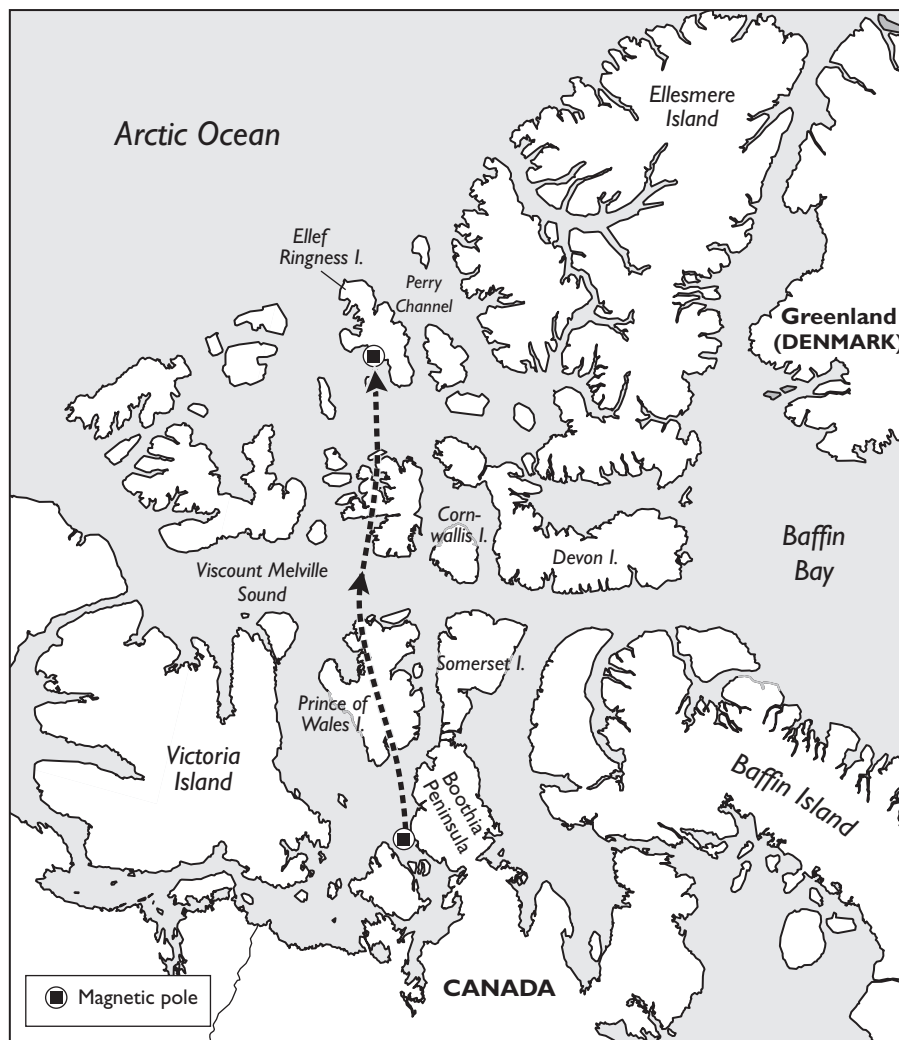 Ellesmere
Island
Arctic Ocean
Ellef
Ringness I.
Perry
Channel
Greenland
(DENMARK)
Corn-
wallis I.
Devon I.
Baffin
Bay
Viscount Melville
Sound
Somerset I.
Prince of
Wales I.
Victoria
Island
Boothia
Peninsula
Baffin Island
CANADA
Magnetic pole